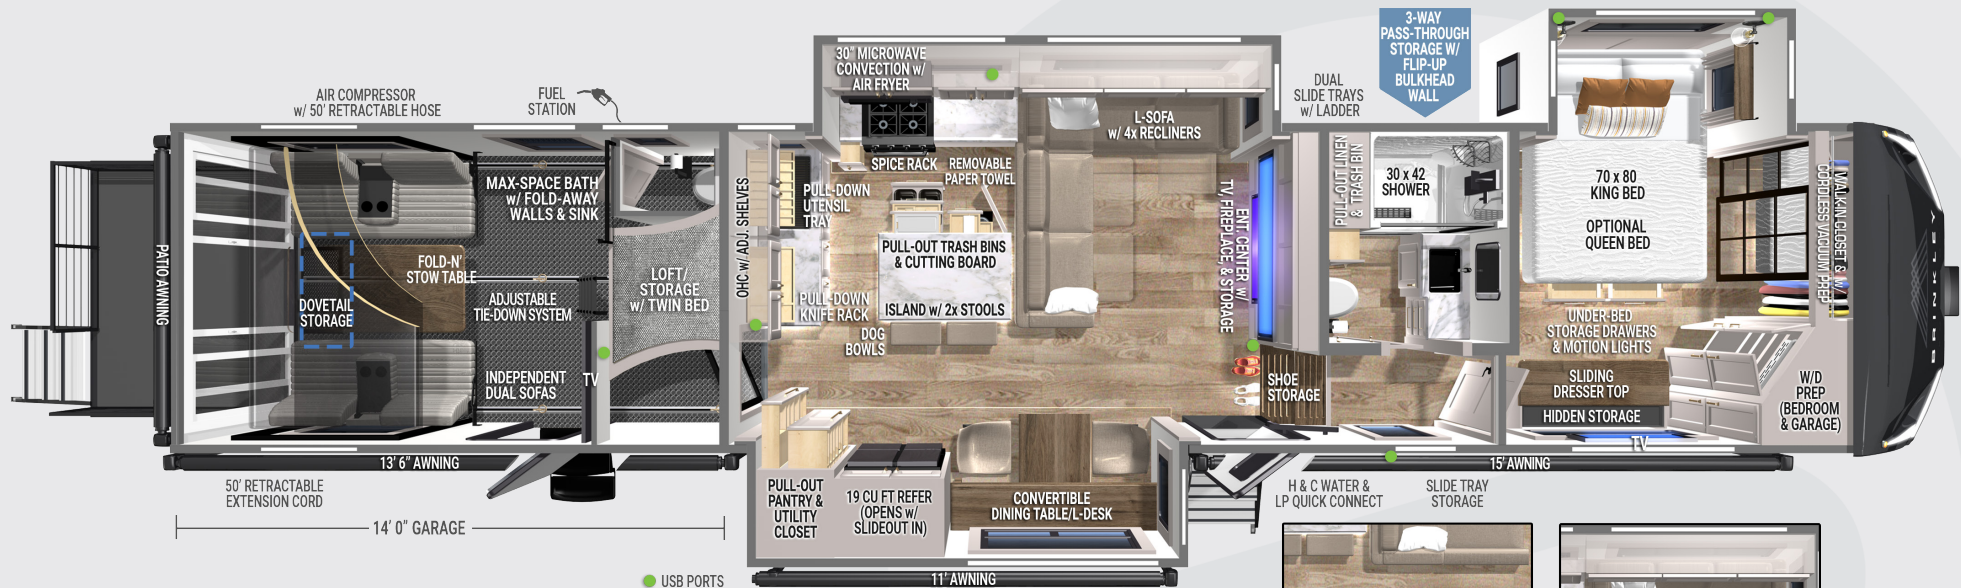 3-WAY
PASS-THROUGH
STORAGE W/
FLIP-UP
BULKHEAD
WALL
30" MICROWAVE
CONVECTION w/
AIR FRYER
AIR COMPRESSOR
w/ 50' RETRACTABLE HOSE
FUEL
STATION
DUAL
SLIDE TRAYS
w/ LADDER
L-SOFA
w/ 4x RECLINERS
SPICE RACK
REMOVABLE
PAPER TOWEL
MAX-SPACE BATH
w/ FOLD-AWAY
WALLS & SINK
OHC w/ ADJ. SHELVES
PULL-DOWN
UTENSIL
TRAY
PULL-OUT LINEN
& TRASH BIN
30 x 42
SHOWER
70 x 80
KING BED
OPTIONAL
QUEEN BED
WALK-IN CLOSET & w/
CORDLESS VACUUM PREP
PATIO AWNING
FOLD-N'
STOW TABLE
DOVETAIL
STORAGE
ADJUSTABLE
TIE-DOWN SYSTEM
LOFT/
STORAGE
w/ TWIN BED
PULL-OUT TRASH BINS
& CUTTING BOARD
ISLAND w/ 2x STOOLS
PULL-DOWN
KNIFE RACK
DOG
BOWLS
ENT. CENTER w/
TV, FIREPLACE, & STORAGE
UNDER-BED
STORAGE DRAWERS
& MOTION LIGHTS
BRINKLEY
INDEPENDENT
DUAL SOFAS
TV
SHOE
STORAGE
SLIDING
DRESSER TOP
HIDDEN STORAGE
TV
W/D
PREP
(BEDROOM
& GARAGE)
13' 6" AWNING
15' AWNING
50' RETRACTABLE
EXTENSION CORD
PULL-OUT
PANTRY &
UTILITY
CLOSET
19 CU FT REFER
(OPENS w/
SLIDEOUT IN)
CONVERTIBLE
DINING TABLE/L-DESK
H & C WATER &
LP QUICK CONNECT
SLIDE TRAY
STORAGE
14' 0" GARAGE
USB PORTS
11' AWNING